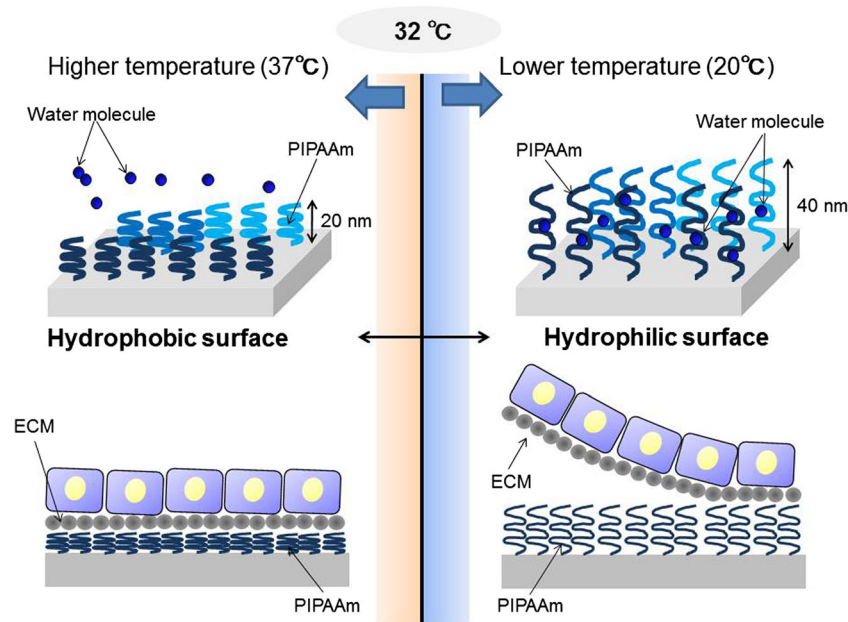 32 ℃
Higher temperature (37℃)
Lower temperature (20℃)
Water molecule
PIPAAm
20 nm
Water molecule
PIPAAm
40 nm
Hydrophobic surface
Hydrophilic surface
ECM
PIPAAm
ECM
PIPAAm